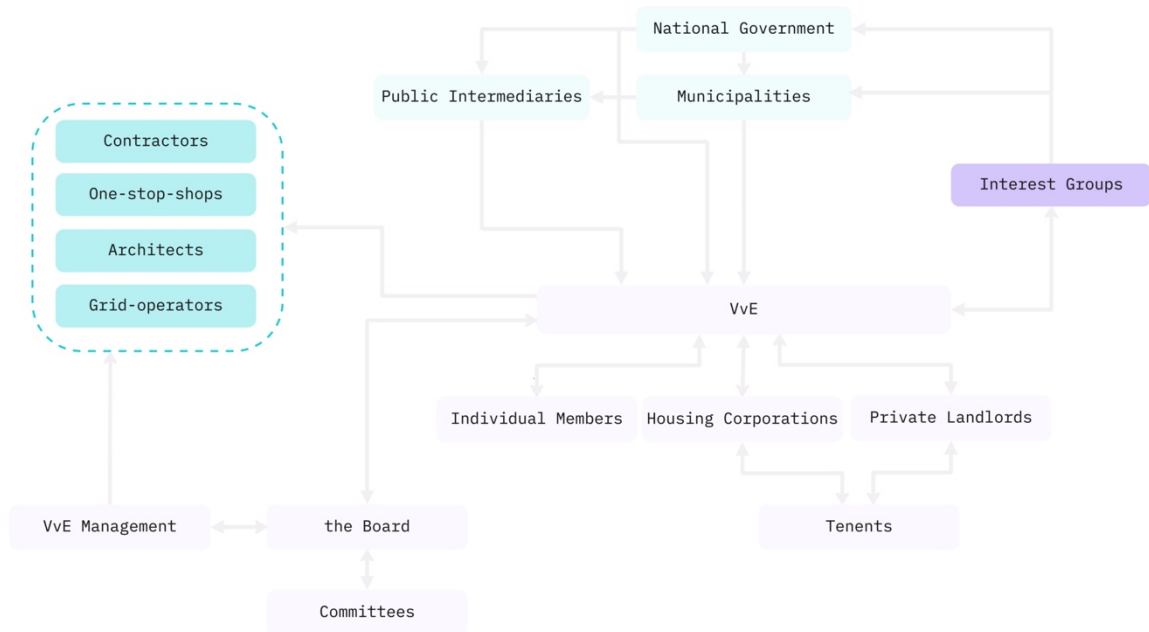 National Government
Public Intermediaries
Municipalities
Contractors
One-stop-shops
Architects
Grid-operators
Interest Groups
VvE
Individual Members
Housing Corporations
Private Landlords
VvE Management
the Board
Tenents
Committees